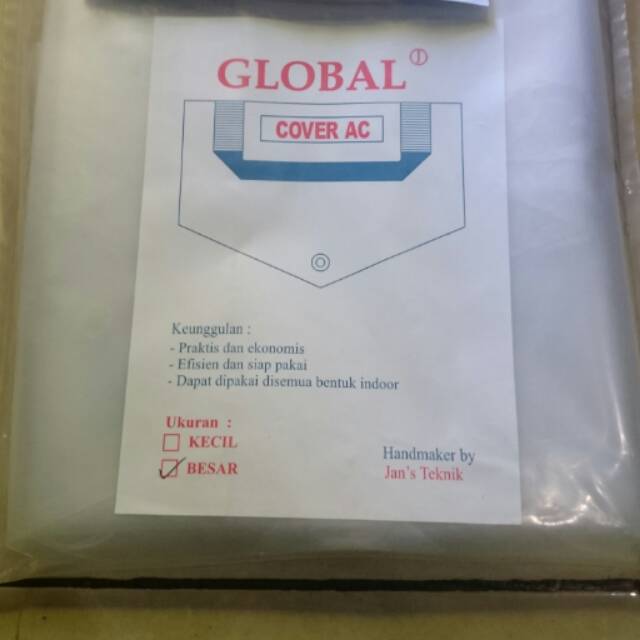 GLOBAL
COVER AC
Keunggulan :
- Praktis dan ekonomis
- Efisien dan siap pakai
- Dapat dipakai disemua bentuk indoor
Ukuran :
KECIL
BESAR
Handmaker by
Jan's Teknik